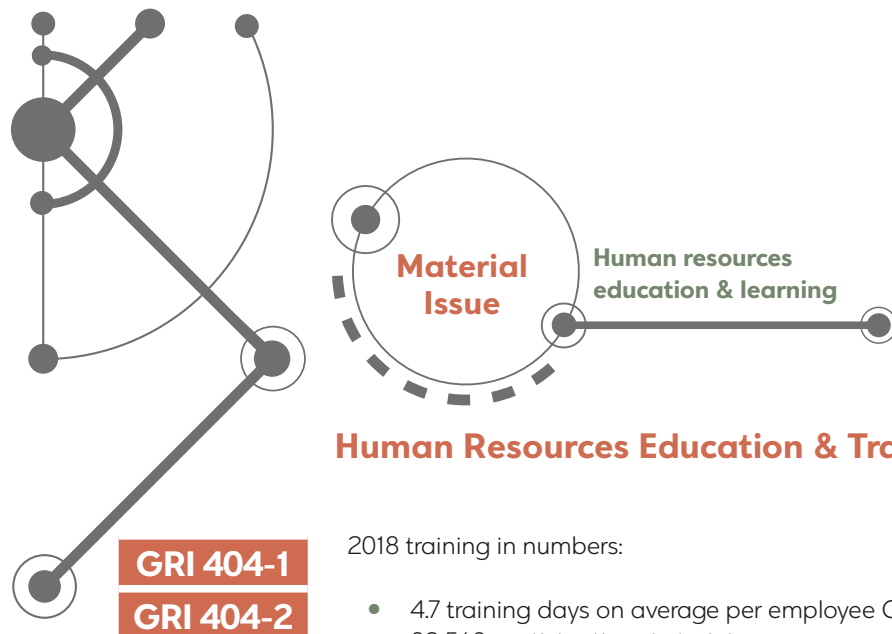 Material
Issue
Human resources
education & learning
Human Resources Education &
GRI 404-1
GRI 404-2
2018 training in numbers:
4.7 training days on average per employee